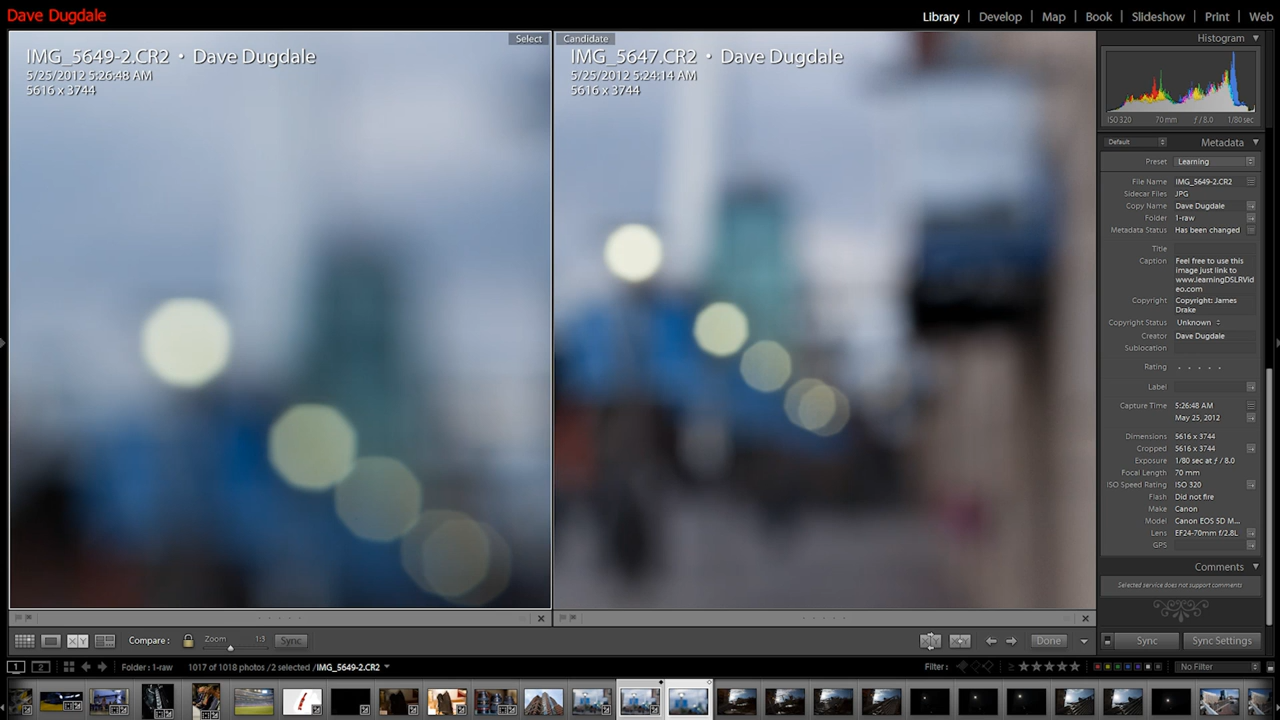 Dave Dugdale
Library | Develop | Map | Book | Slideshow | Print | Web
Select
IMG_5649-2.CR2 • Dave Dugdale
5/25/2012 5:26:48 AM
5616 x 3744
Candidate
IMG_5647.CR2 • Dave Dugdale
5/25/2012 5:24:14 AM
5616 x 3744
Histogram
ISO 320 70 mm ƒ / 8.0 1/80 sec
Default Metadata
Preset Learning
File Name IMG_5649-2.CR2
Sidecar Files JPG
Copy Name Dave Dugdale
Folder 1-raw
Metadata Status Has been changed
Title
Caption Feel free to use this
image just link to
www.learningDSLRVid
eo.com
Copyright Copyright: James
Drake
Copyright Status Unknown
Creator Dave Dugdale
Sublocation
Rating
Label
Capture Time 5:26:48 AM
May 25, 2012
Dimensions 5616 x 3744
Cropped 5616 x 3744
Exposure 1/80 sec at ƒ / 8.0
Focal Length 70 mm
ISO Speed Rating ISO 320
Flash Did not fire
Make Canon
Model Canon EOS 5D M...
Lens EF24-70mm f/2.8L
GPS
Comments
Selected service does not support comments
XY Compare : Zoom 1:3 Sync
Done
Sync Sync Settings
1 2 Folder : 1-raw 1017 of 1018 photos / 2 selected / IMG_5649-2.CR2
Filter : ≥ ★★★★★ No Filter